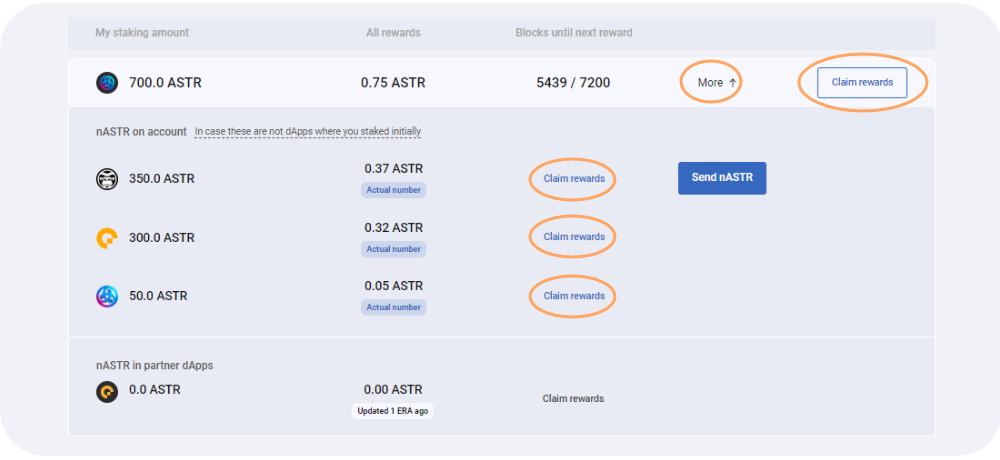 My staking amount All rewards Blocks until next reward
700.0 ASTR 0.75 ASTR 5439 / 7200 More ↑ Claim rewards
nASTR on account In case these are not dApps where you staked initially
350.0 ASTR 0.37 ASTR Claim rewards Send nASTR
Actual number
300.0 ASTR 0.32 ASTR Claim rewards
Actual number
50.0 ASTR 0.05 ASTR Claim rewards
Actual number
nASTR in partner dApps
0.0 ASTR 0.00 ASTR Claim rewards
Updated 1 ERA ago